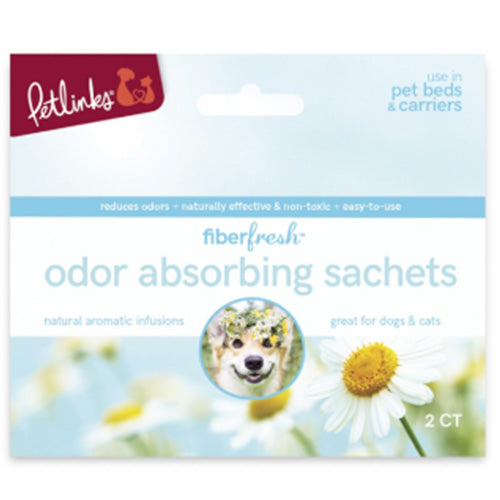 Petlinks®
use in
pet beds
& carriers
reduces odors + naturally effective & non-toxic + easy-to-use
fiberfresh™
odor absorbing sachets
natural aromatic infusions
great for dogs & cats
2 CT